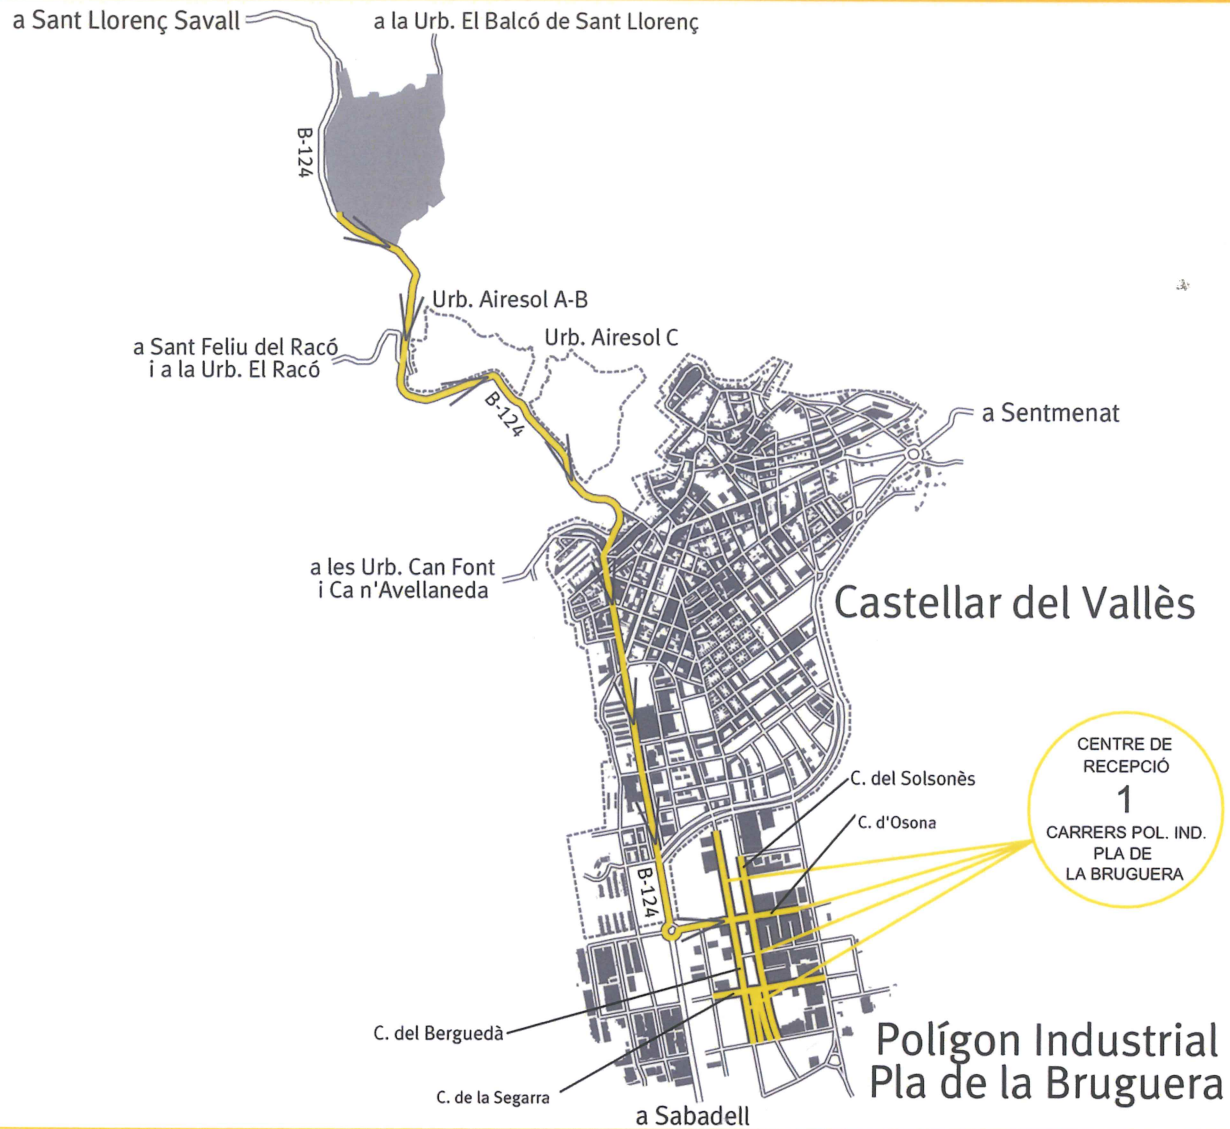 a Sant Llorenç Savall
a la Urb. El Balcó de Sant Llorenç
B-124
Urb. Airesol A-B
Urb. Airesol C
a Sant Feliu del Racó
i a la Urb. El Racó
B-124
a Sentmenat
a les Urb. Can Font
i Ca n'Avellaneda
Castellar del Vallès
CENTRE DE
RECEPCIÓ
1
CARRERS POL. IND.
PLA DE
LA BRUGUERA
C. del Solsonès
C. d'Osona
B-124
C. del Berguedà
C. de la Segarra
Polígon Industrial
Pla de la Bruguera
a Sabadell